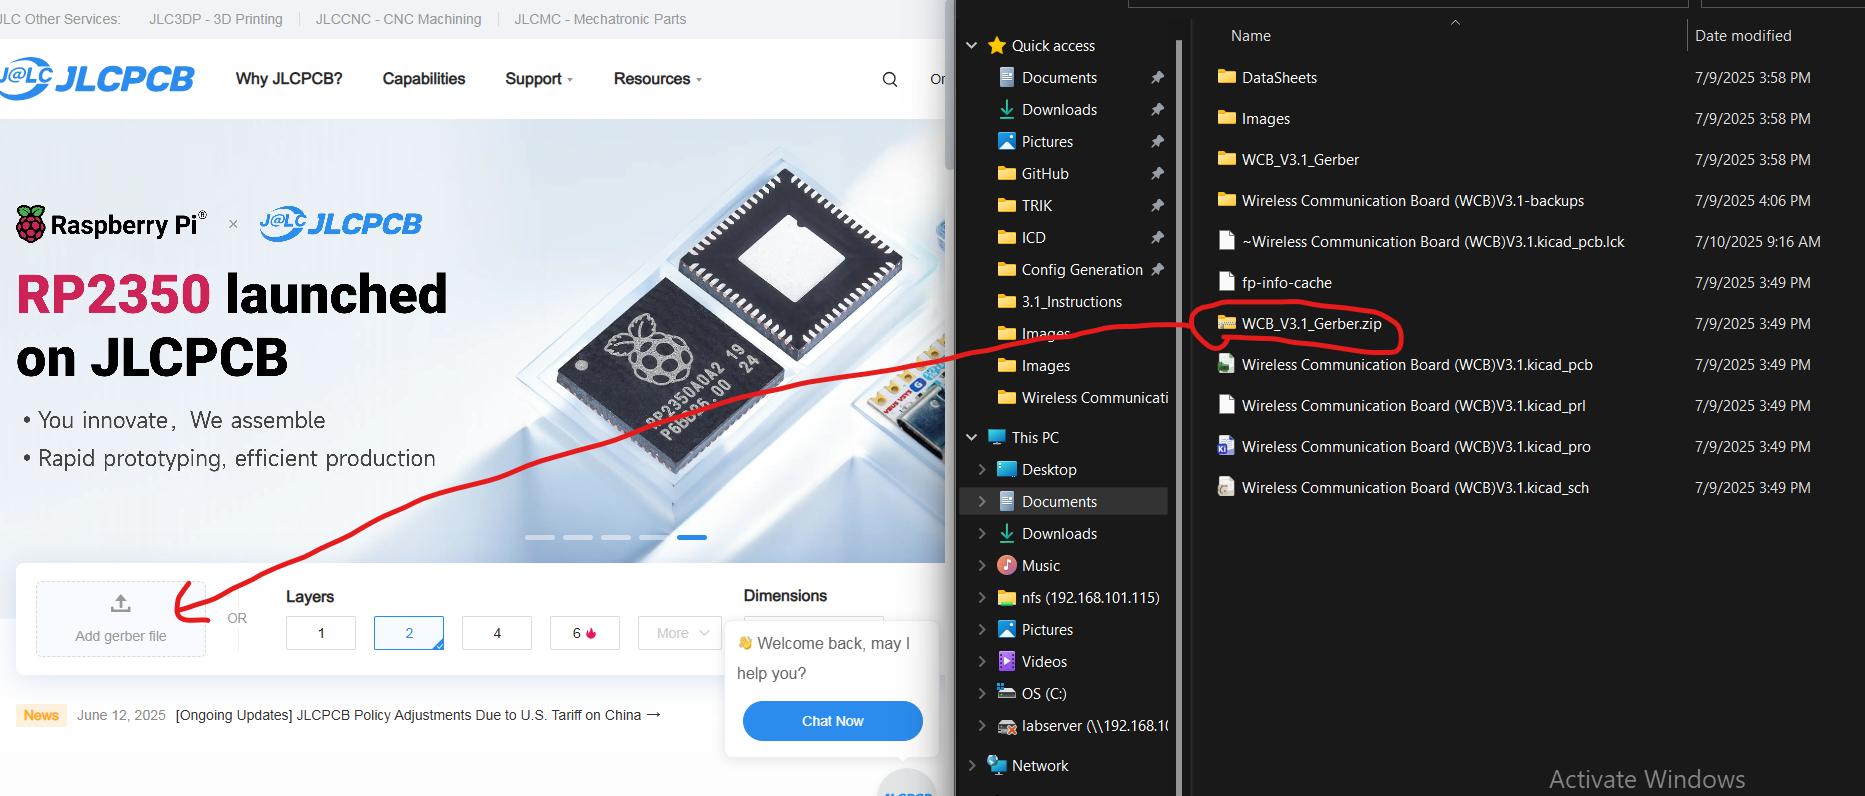 JLC Other Services: JLC3DP - 3D Printing JLCCNC - CNC Machining JLCMC - Mechatronic Parts
J@LC JLCPCB Why JLCPCB? Capabilities Support Resources Or
Raspberry Pi® × J@LC JLCPCB
RP2350 launched
on JLCPCB
• You innovate, We assemble
• Rapid prototyping, efficient production
RP2350A0A2 19
P6BB26.00 24
Add gerber file
OR
Layers
1 2 4 6 More
Dimensions
👋 Welcome back, may I
help you?
Chat Now
News June 12, 2025 [Ongoing Updates] JLCPCB Policy Adjustments Due to U.S. Tariff on China →
JLCPCB
Quick access
Documents
Downloads
Pictures
GitHub
TRIK
ICD
Config Generation
3.1_Instructions
Images
Images
Wireless Communicati
This PC
Desktop
Documents
Downloads
Music
nfs (192.168.101.115)
Pictures
Videos
OS (C:)
labserver (\\192.168.10
Network
Name Date modified
DataSheets 7/9/2025 3:58 PM
Images 7/9/2025 3:58 PM
WCB_V3.1_Gerber 7/9/2025 3:58 PM
Wireless Communication Board (WCB)V3.1-backups 7/9/2025 4:06 PM
~Wireless Communication Board (WCB)V3.1.kicad_pcb.lck 7/10/2025 9:16 AM
fp-info-cache 7/9/2025 3:49 PM
WCB_V3.1_Gerber.zip 7/9/2025 3:49 PM
Wireless Communication Board (WCB)V3.1.kicad_pcb 7/9/2025 3:49 PM
Wireless Communication Board (WCB)V3.1.kicad_prl 7/9/2025 3:49 PM
Wireless Communication Board (WCB)V3.1.kicad_pro 7/9/2025 3:49 PM
Wireless Communication Board (WCB)V3.1.kicad_sch 7/9/2025 3:49 PM
Activate Windows